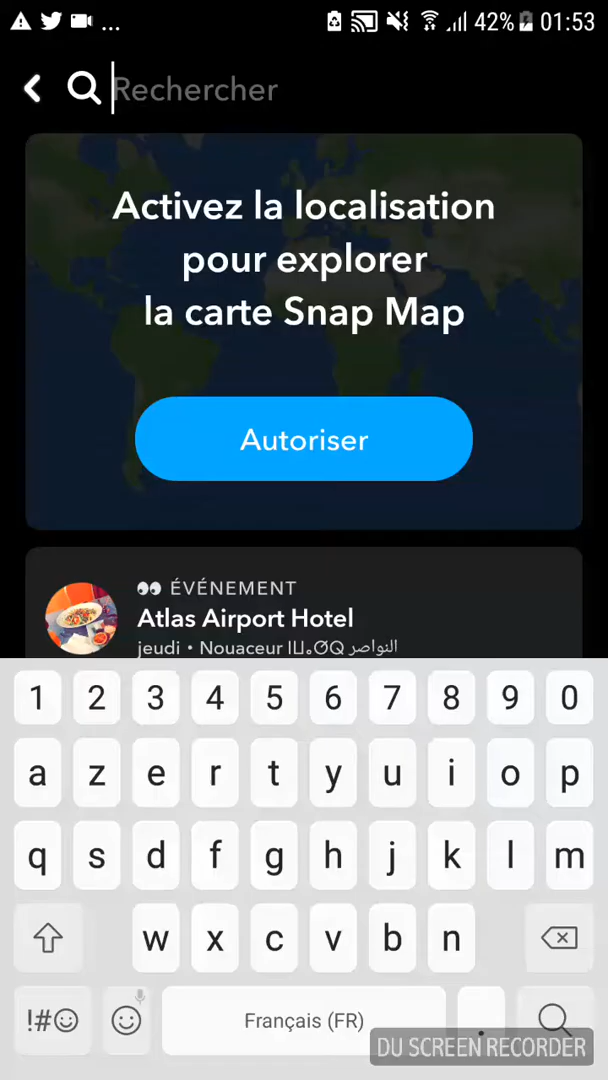 ... 42% 01:53
Rechercher
Activez la localisation
pour explorer
la carte Snap Map
Autoriser
👀 ÉVÉNEMENT
Atlas Airport Hotel
jeudi • Nouaceur ⵏⵡⴰⵚⵕ النواصر
1 2 3 4 5 6 7 8 9 0
a z e r t y u i o p
q s d f g h j k l m
w x c v b n
!#☺ Français (FR) .
DU SCREEN RECORDER